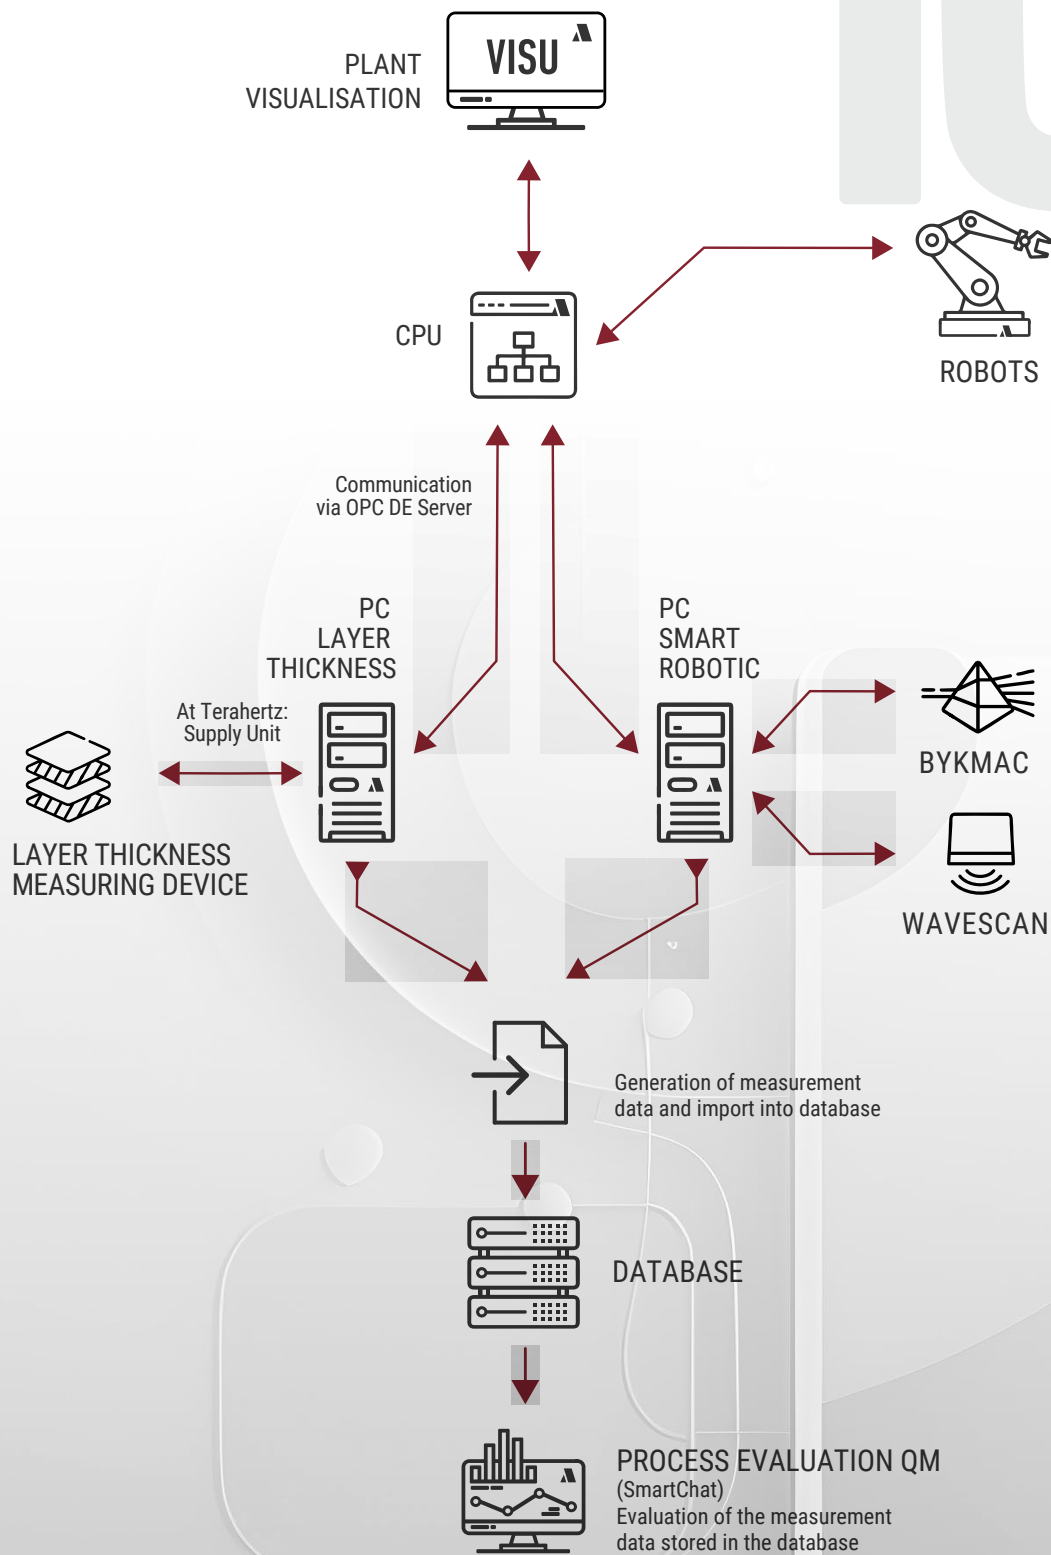 VISU
PLANT
VISUALISATION
ROBOTS
CPU
Communication
via OPC DE Server
PC
LAYER
THICKNESS
PC
SMART
ROBOTIC
At Terahertz:
Supply Unit
BYKMAC
LAYER THICKNESS
MEASURING DEVICE
WAVESCAN
Generation of measurement
data and import into database
DATABASE
PROCESS EVALUATION QM
(SmartChat)
Evaluation of the measurement
data stored in the database